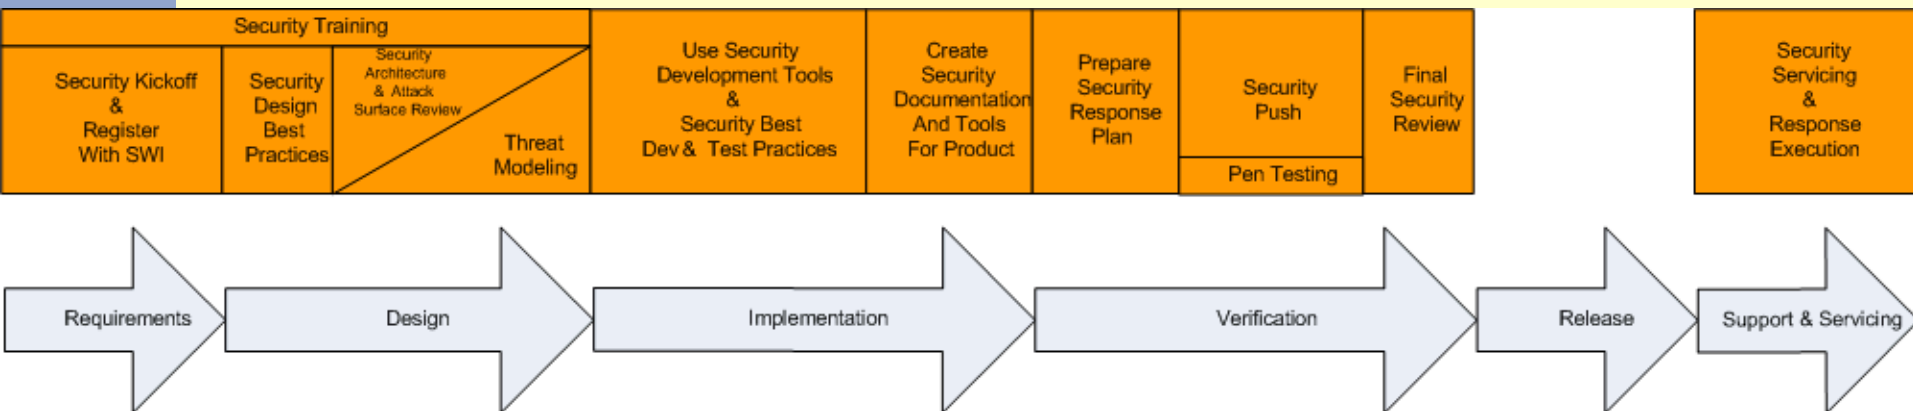 Security Training
Security Kickoff
&
Register
With SWI
Security
Design
Best
Practices
Security
Architecture
& Attack
Surface Review
Threat
Modeling
Use Security
Development Tools
&
Security Best
Dev & Test Practices
Create
Security
Documentation
And Tools
For Product
Prepare
Security
Response
Plan
Security
Push
Pen Testing
Final
Security
Review
Security
Servicing
&
Response
Execution
Requirements
Design
Implementation
Verification
Release
Support & Servicing